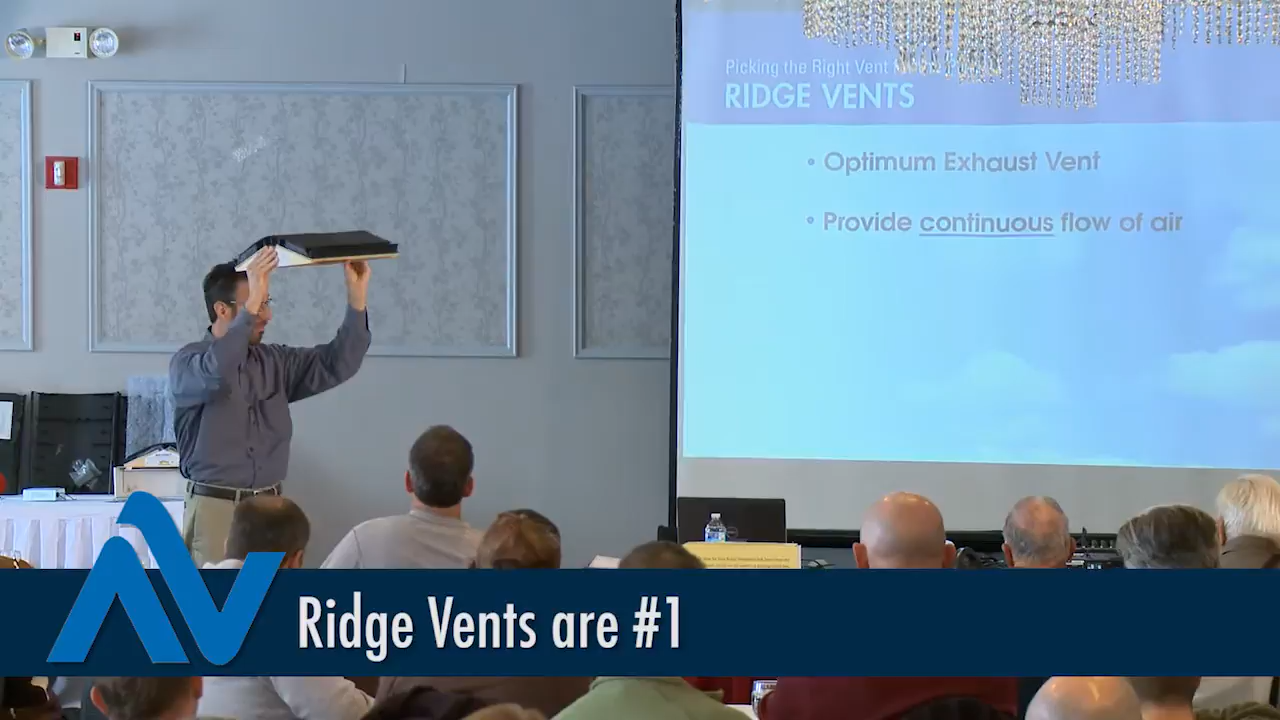 Picking the Right Vent
RIDGE VENTS
• Optimum Exhaust Vent
• Provide continuous flow of air
Ridge Vents are #1